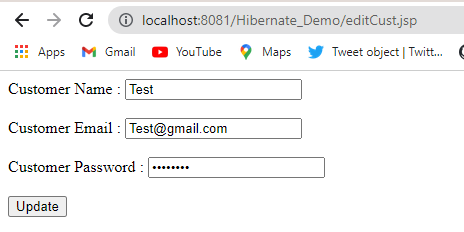 localhost:8081/Hibernate_Demo/editCust.jsp
Apps Gmail YouTube Maps Tweet object | Twitt...
Customer Name : Test
Customer Email : Test@gmail.com
Customer Password : ••••••••
Update